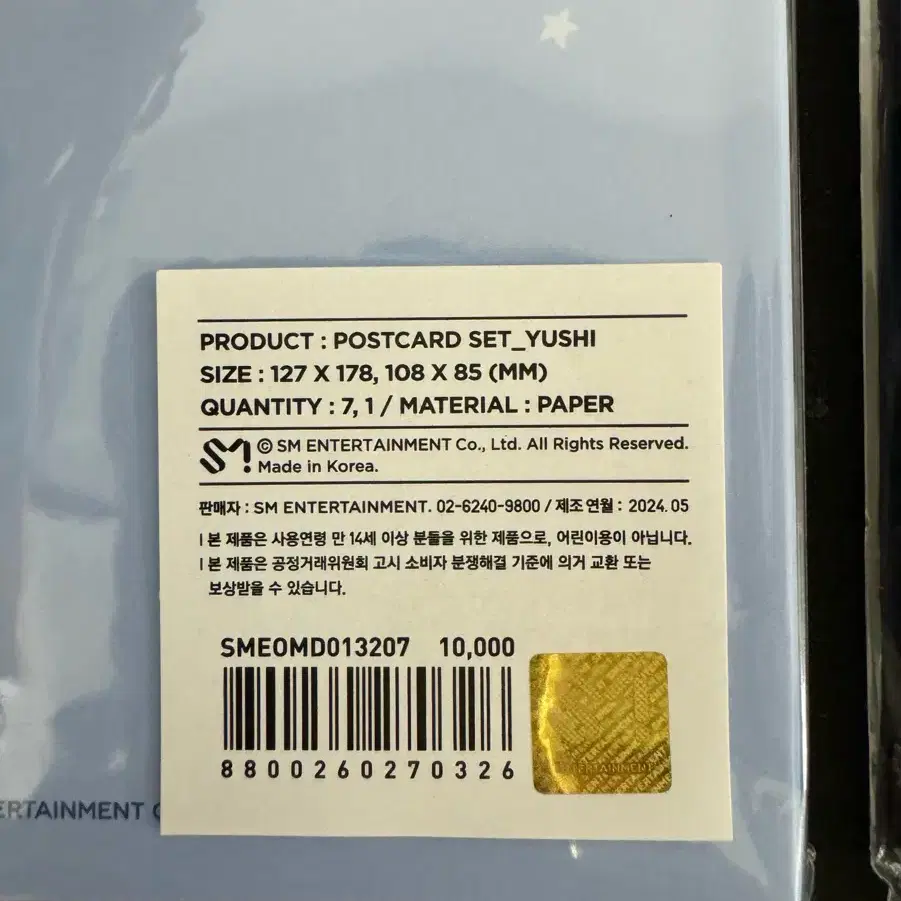 PRODUCT : POSTCARD SET_YUSHI
SIZE : 127 X 178, 108 X 85 (MM)
QUANTITY : 7, 1 / MATERIAL : PAPER
SM
© SM ENTERTAINMENT Co., Ltd. All Rights Reserved.
Made in Korea.
판매자 : SM ENTERTAINMENT. 02-6240-9800 / 제조연월 : 2024. 05
| 본 제품은 사용연령 만 14세 이상 분들을 위한 제품으로, 어린이용이 아닙니다.
| 본 제품은 공정거래위원회 고시 소비자 분쟁해결 기준에 의거 교환 또는
보상받을 수 있습니다.
SMEOMD013207 10,000
8800260270326
ENTERTAINMENT
ERTAINMENT C